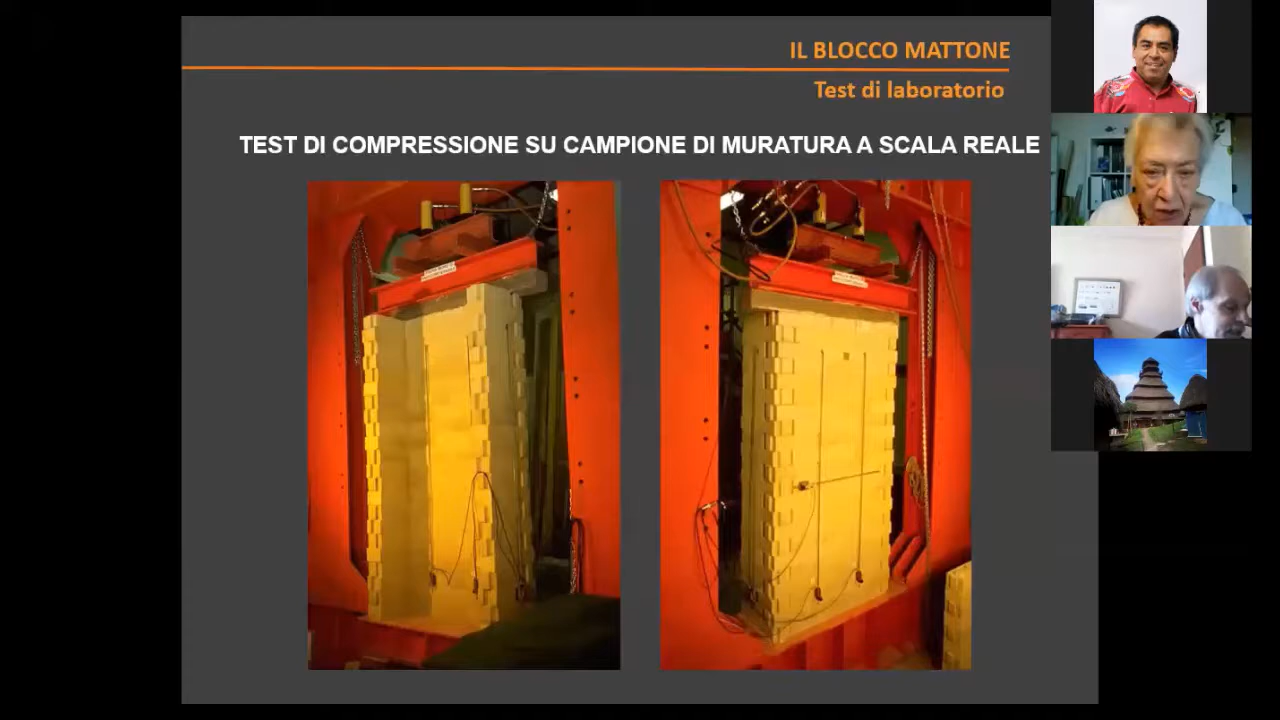 IL BLOCCO MATTONE
Test di laboratorio
TEST DI COMPRESSIONE SU CAMPIONE DI MURATURA A SCALA REALE